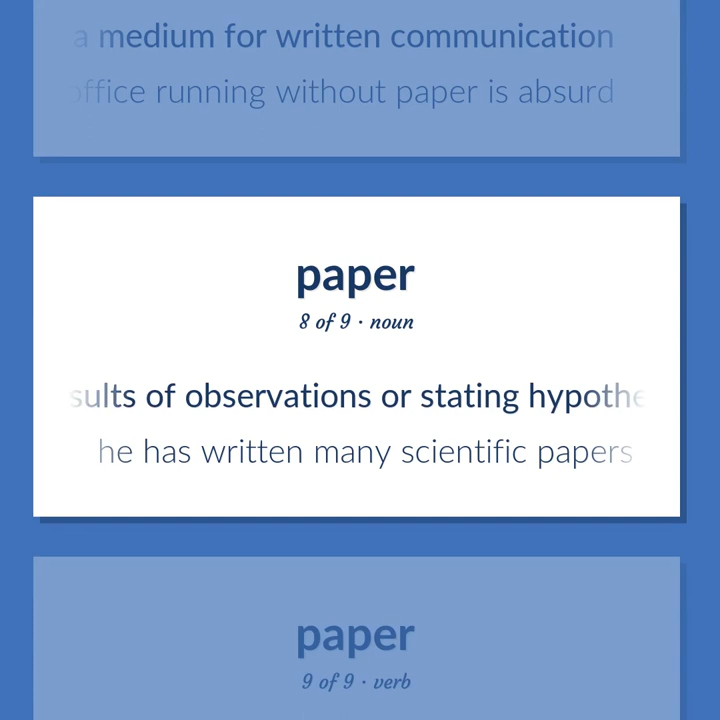 a medium for written communication
office running without paper is absurd
paper
8 of 9 · noun
sults of observations or stating hypothe
he has written many scientific papers
paper
9 of 9 · verb